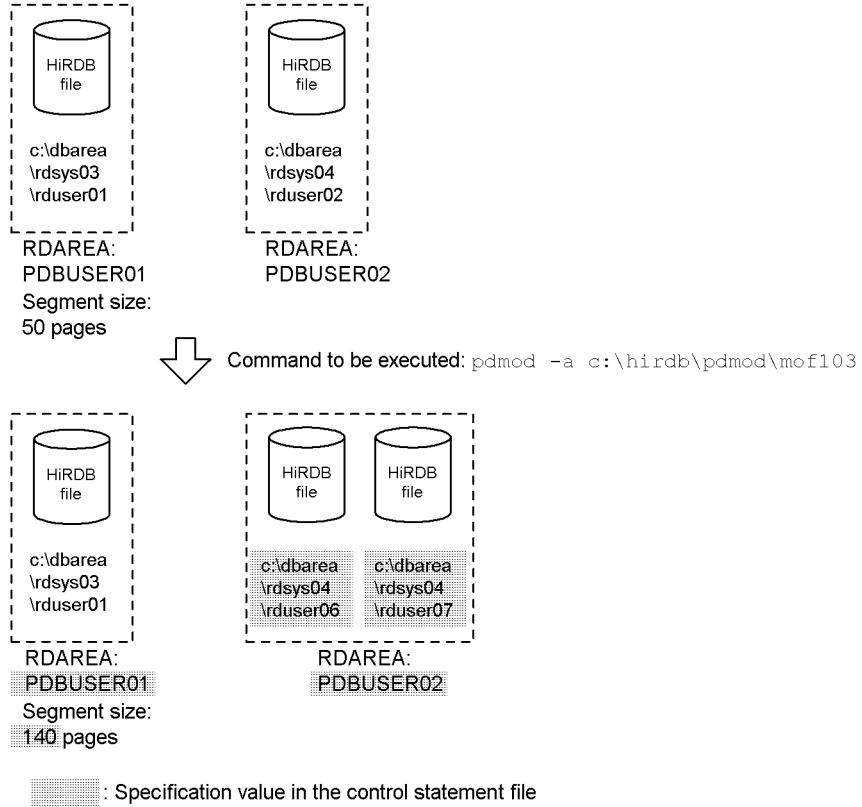 HiRDB
file
c:\dbarea
\rdsys03
\rduser01
RDAREA:
PDBUSER01
Segment size:
50 pages
HiRDB
file
c:\dbarea
\rdsys04
\rduser02
RDAREA:
PDBUSER02
Command to be executed: pdmod -a c:\hirdb\pdmod\mof103
HiRDB
file
c:\dbarea
\rdsys03
\rduser01
RDAREA:
PDBUSER01
Segment size:
140 pages
HiRDB
file
c:\dbarea
\rdsys04
\rduser06
HiRDB
file
c:\dbarea
\rdsys04
\rduser07
RDAREA:
PDBUSER02
: Specification value in the control statement file